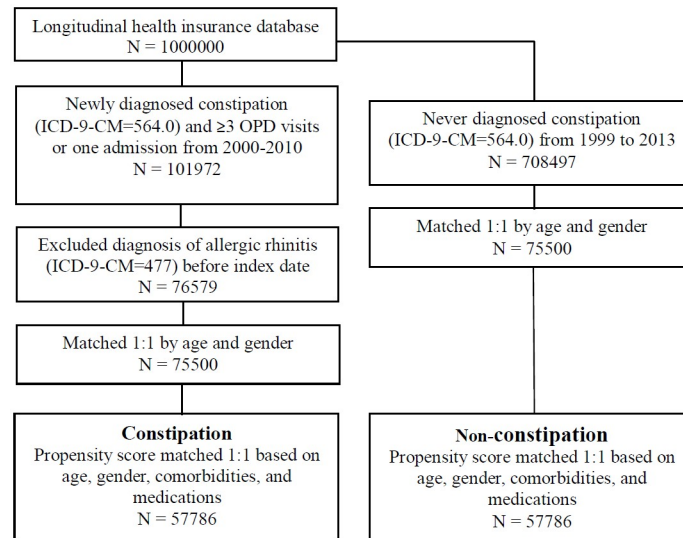 Longitudinal health insurance database
N = 1000000
Newly diagnosed constipation
(ICD-9-CM=564.0) and ≥3 OPD visits
or one admission from 2000-2010
N = 101972
Never diagnosed constipation
(ICD-9-CM=564.0) from 1999 to 2013
N = 708497
Excluded diagnosis of allergic rhinitis
(ICD-9-CM=477) before index date
N = 76579
Matched 1:1 by age and gender
N = 75500
Matched 1:1 by age and gender
N = 75500
Constipation
Propensity score matched 1:1 based on
age, gender, comorbidities, and
medications
N = 57786
Non-constipation
Propensity score matched 1:1 based on
age, gender, comorbidities, and
medications
N = 57786